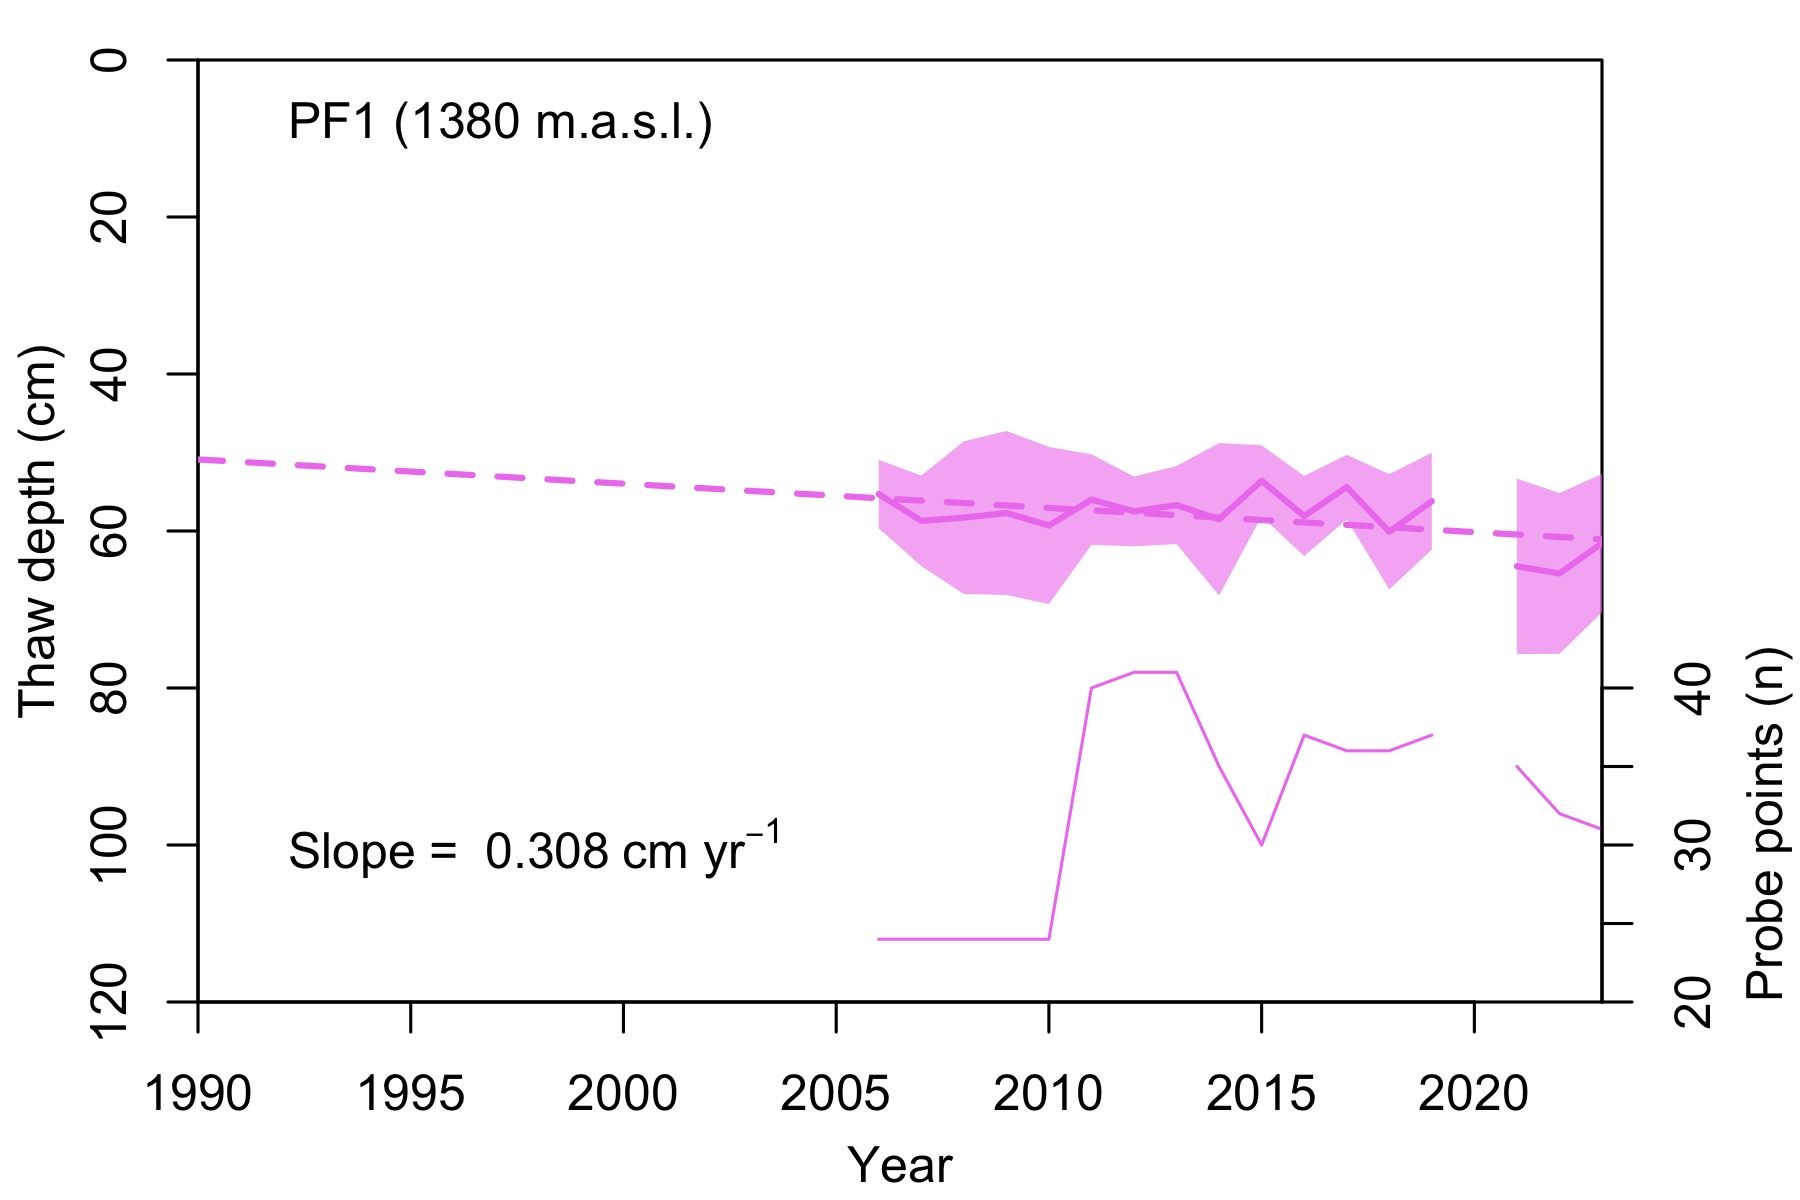 PF1 (1380 m.a.s.l.)
Slope = 0.308 cm yr⁻¹
Thaw depth (cm)
0
20
40
60
80
100
120
Probe points (n)
40
30
20
1990 1995 2000 2005 2010 2015 2020
Year